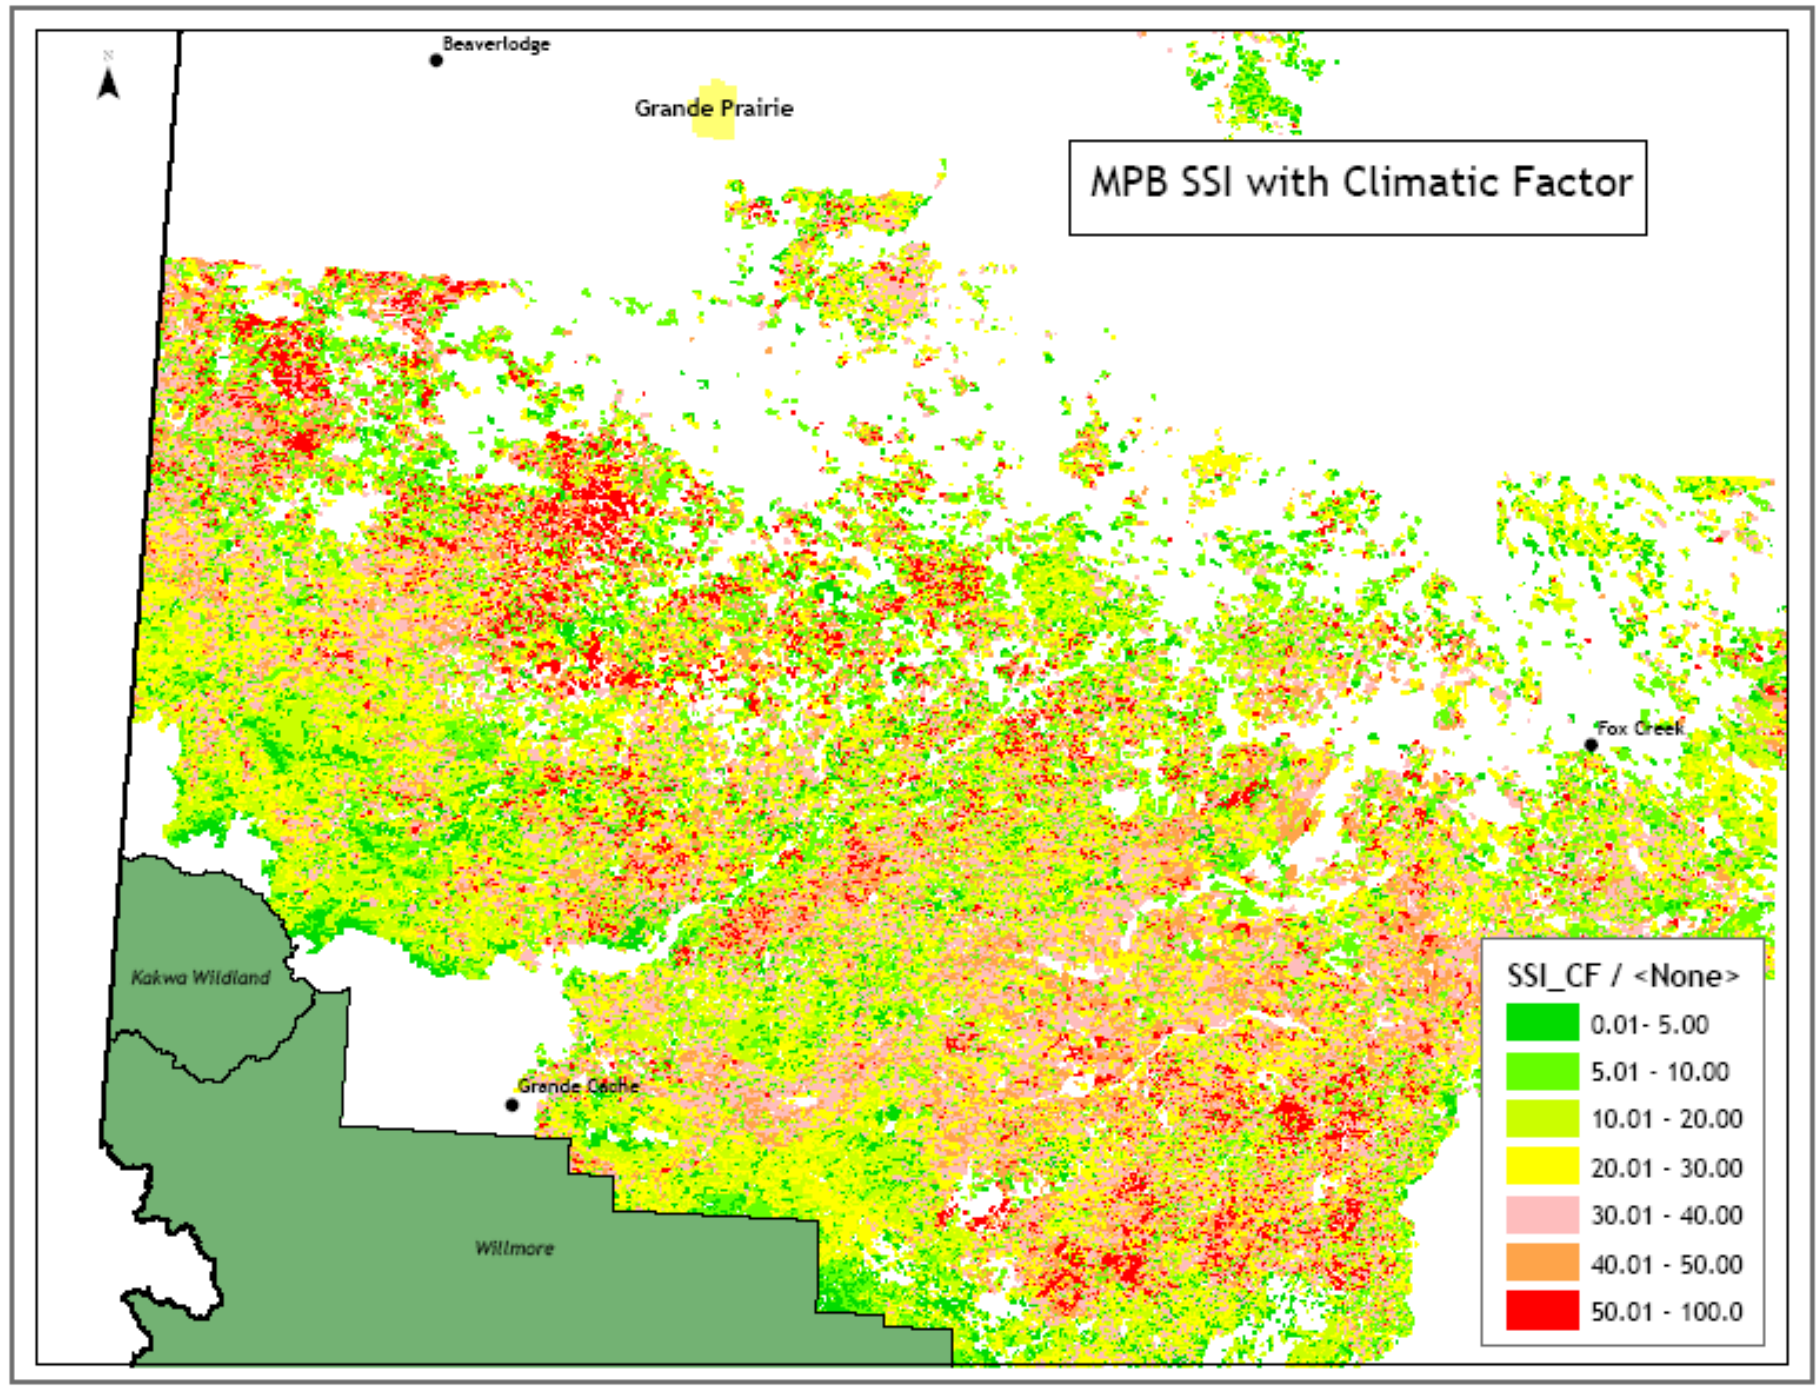 N
Beaverlodge
Grande Prairie
MPB SSI with Climatic Factor
Fox Creek
Kakwa Wildland
Grande Cache
Willmore
SSI_CF / <None>
0.01- 5.00
5.01 - 10.00
10.01 - 20.00
20.01 - 30.00
30.01 - 40.00
40.01 - 50.00
50.01 - 100.0